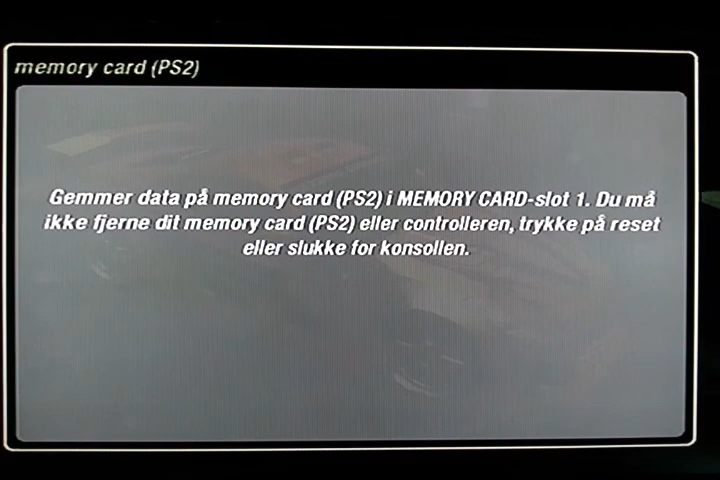 memory card (PS2)
Gemmer data på memory card (PS2) i MEMORY CARD-slot 1. Du må
ikke fjerne dit memory card (PS2) eller controlleren, trykke på reset
eller slukke for konsollen.